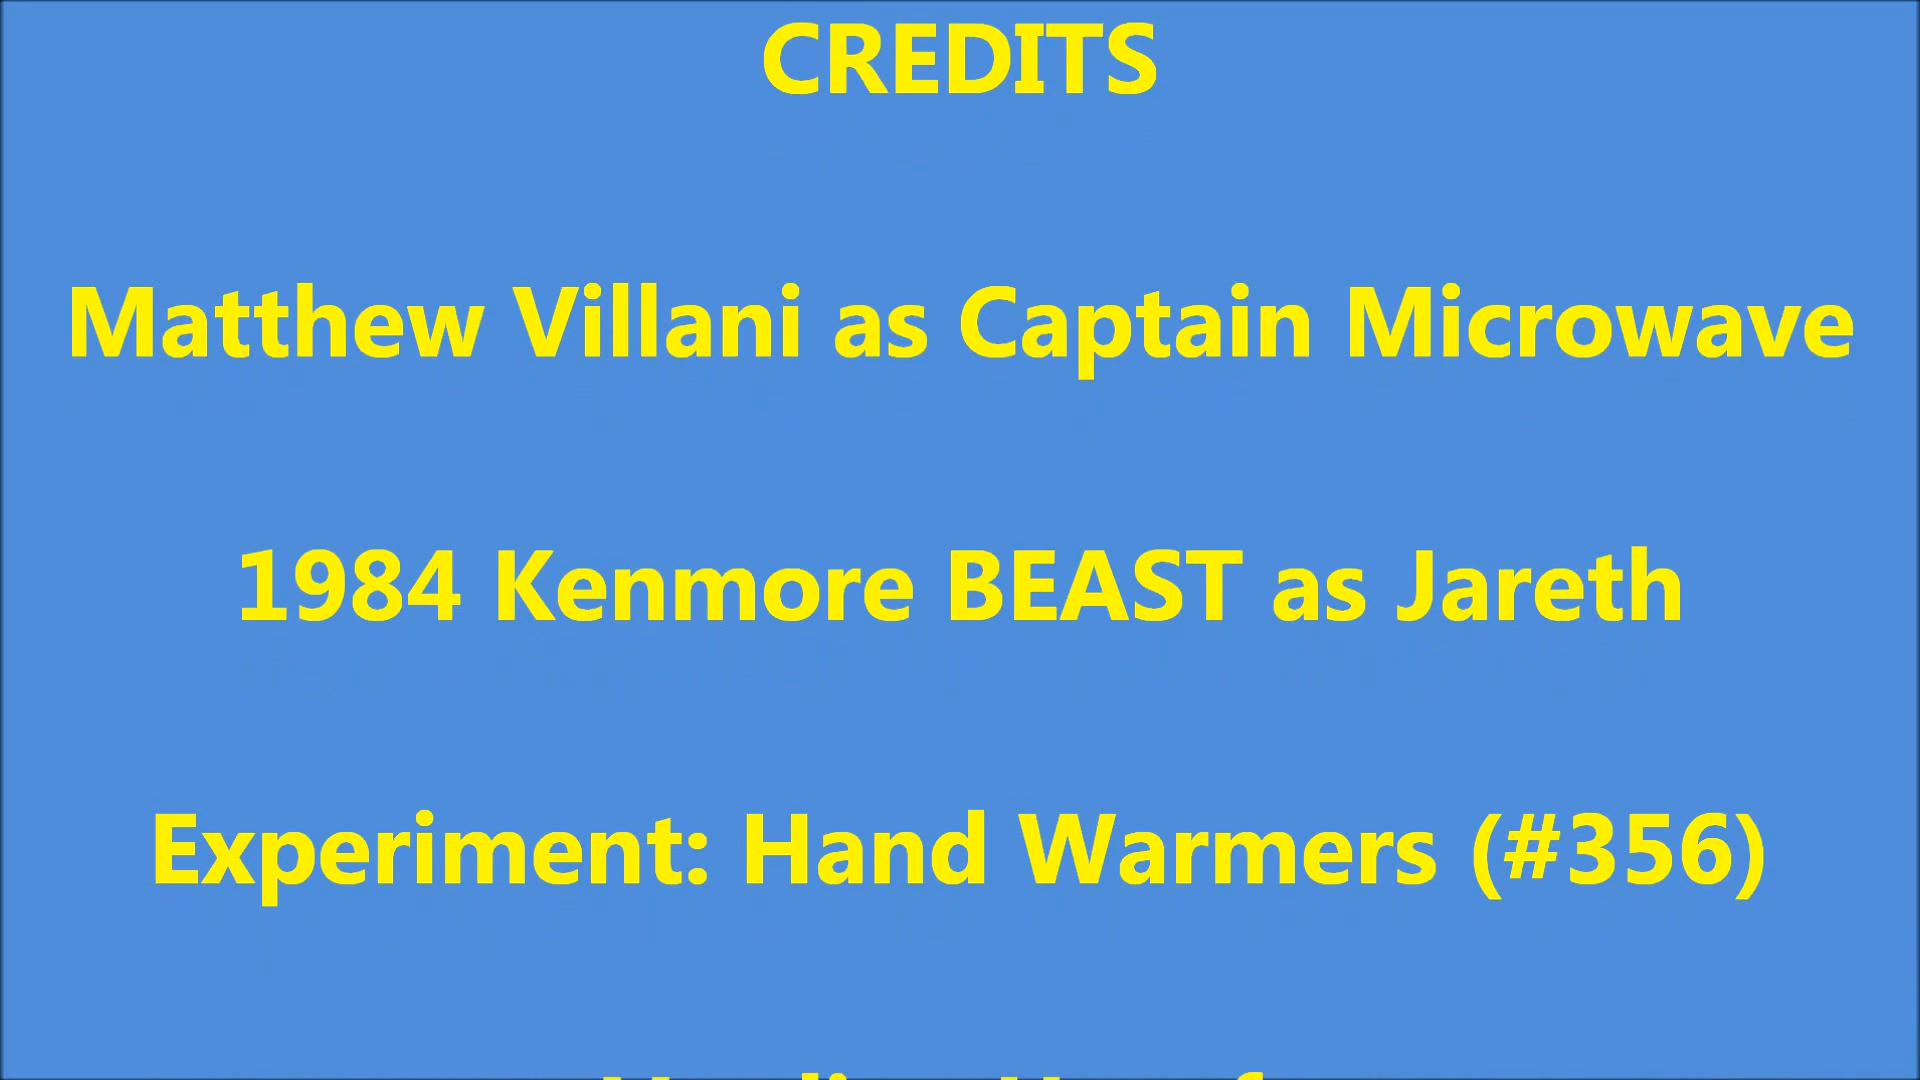 CREDITS
Matthew Villani as Captain Microwave
1984 Kenmore BEAST as Jareth
Experiment: Hand Warmers (#356)